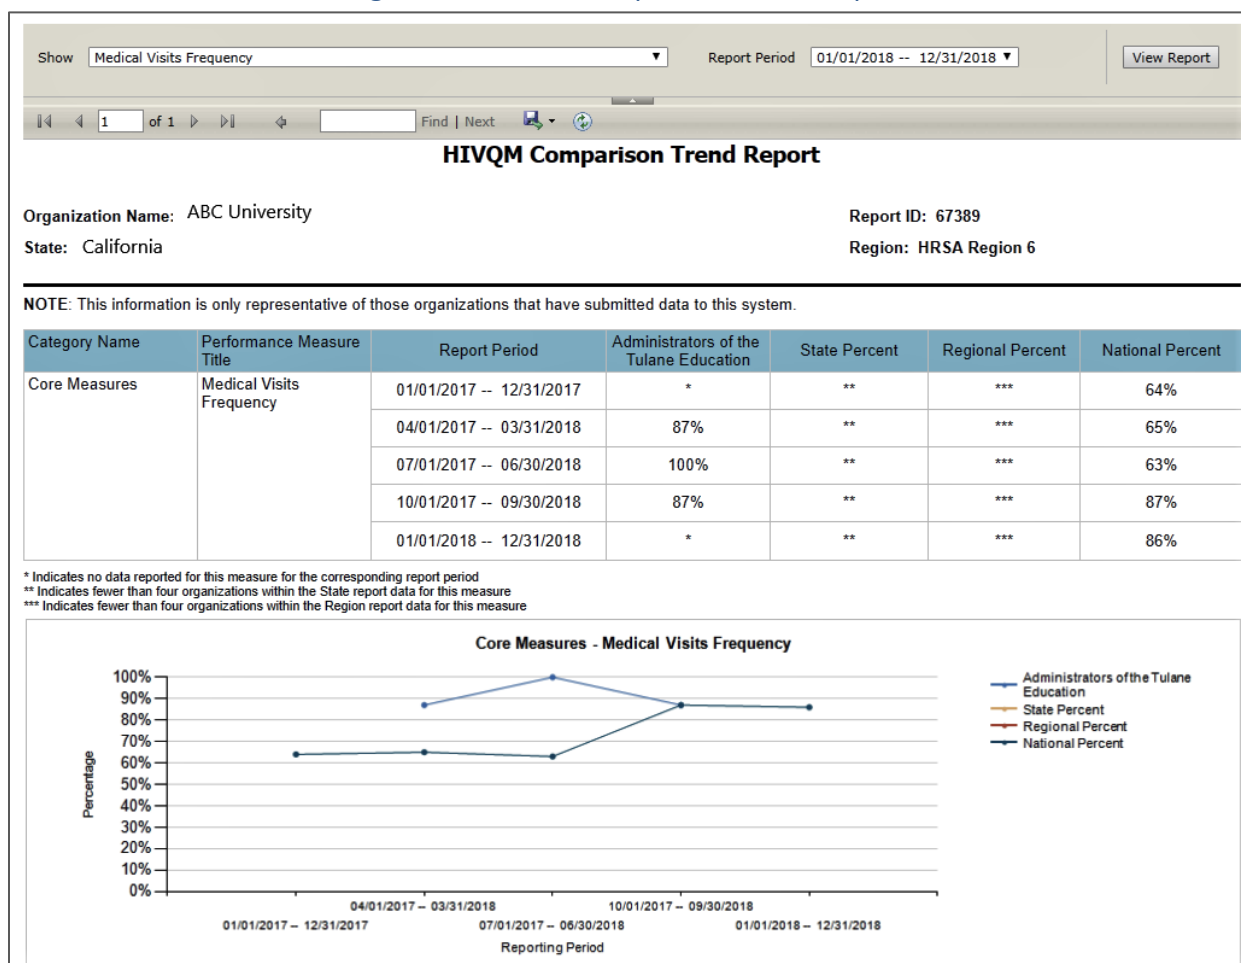 Show Medical Visits Frequency Report Period 01/01/2018 -- 12/31/2018 View Report
1 of 1 Find | Next
HIVQM Comparison Trend Report
Organization Name: ABC University Report ID: 67389
State: California Region: HRSA Region 6
NOTE: This information is only representative of those organizations that have submitted data to this system.
Category Name Performance Measure Title Report Period Administrators of the Tulane Education State Percent Regional Percent National Percent
Core Measures Medical Visits Frequency 01/01/2017 -- 12/31/2017 * ** *** 64%
04/01/2017 -- 03/31/2018 87% ** *** 65%
07/01/2017 -- 06/30/2018 100% ** *** 63%
10/01/2017 -- 09/30/2018 87% ** *** 87%
01/01/2018 -- 12/31/2018 * ** *** 86%
* Indicates no data reported for this measure for the corresponding report period
** Indicates fewer than four organizations within the State report data for this measure
*** Indicates fewer than four organizations within the Region report data for this measure
Core Measures - Medical Visits Frequency
100%
90%
80%
70%
60%
50%
40%
30%
20%
10%
0%
Percentage
Administrators of the Tulane
Education
State Percent
Regional Percent
National Percent
04/01/2017 -- 03/31/2018 10/01/2017 -- 09/30/2018
01/01/2017 -- 12/31/2017 07/01/2017 -- 06/30/2018 01/01/2018 -- 12/31/2018
Reporting Period